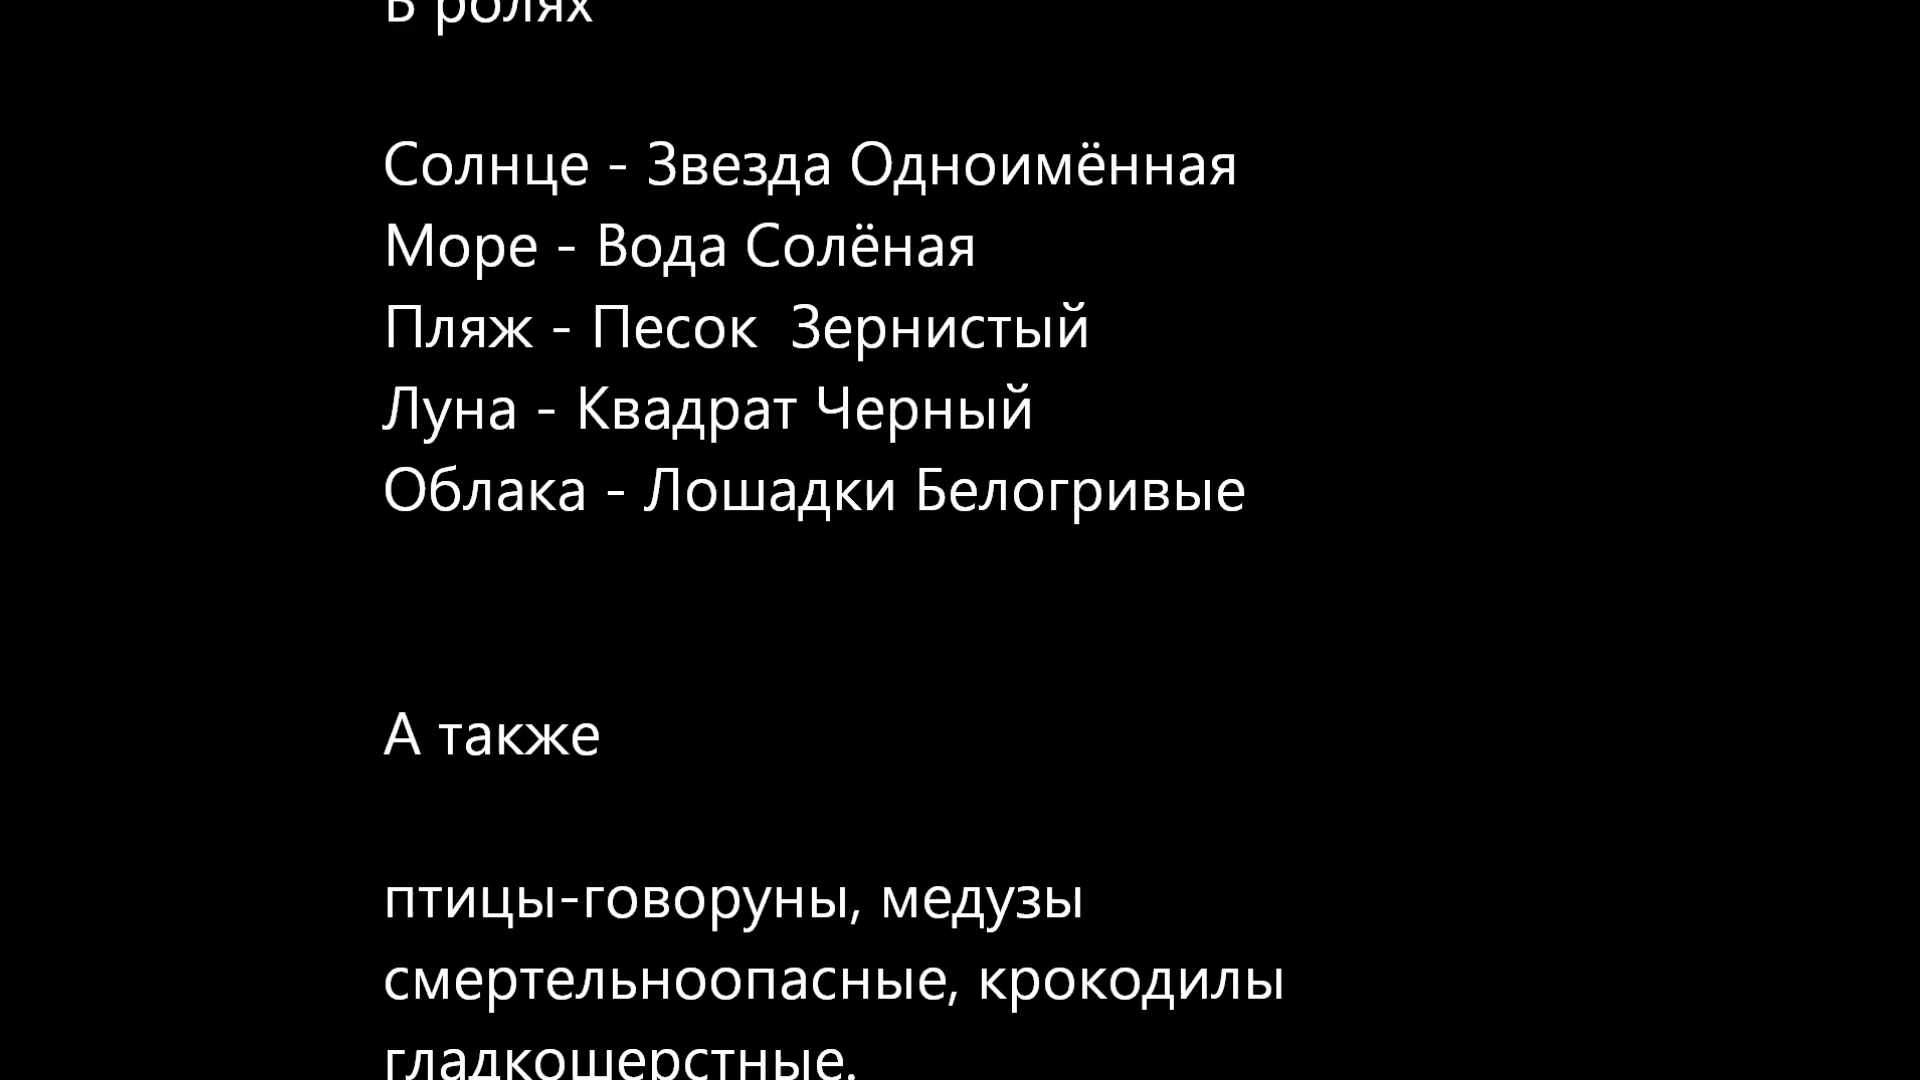 В ролях
Солнце - Звезда Одноимённая
Море - Вода Солёная
Пляж - Песок  Зернистый
Луна - Квадрат Черный
Облака - Лошадки Белогривые
А также
птицы-говоруны, медузы
смертельноопасные, крокодилы
гладкошерстные.